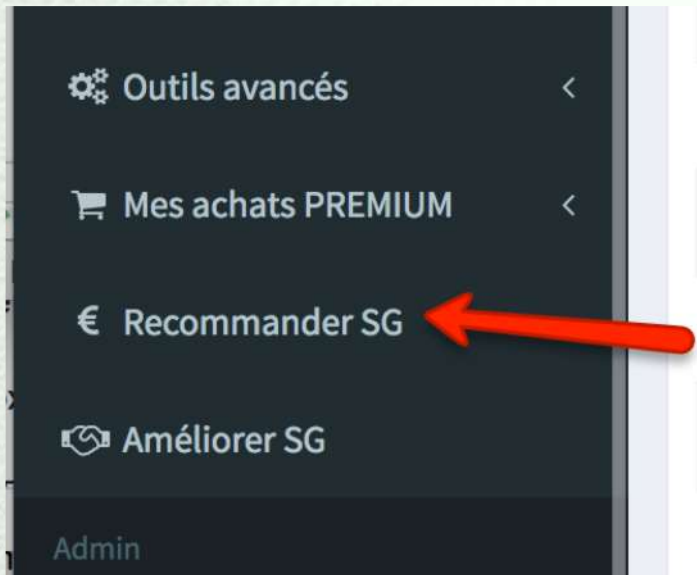 Outils avancés
Mes achats PREMIUM
€ Recommander SG
Améliorer SG
Admin